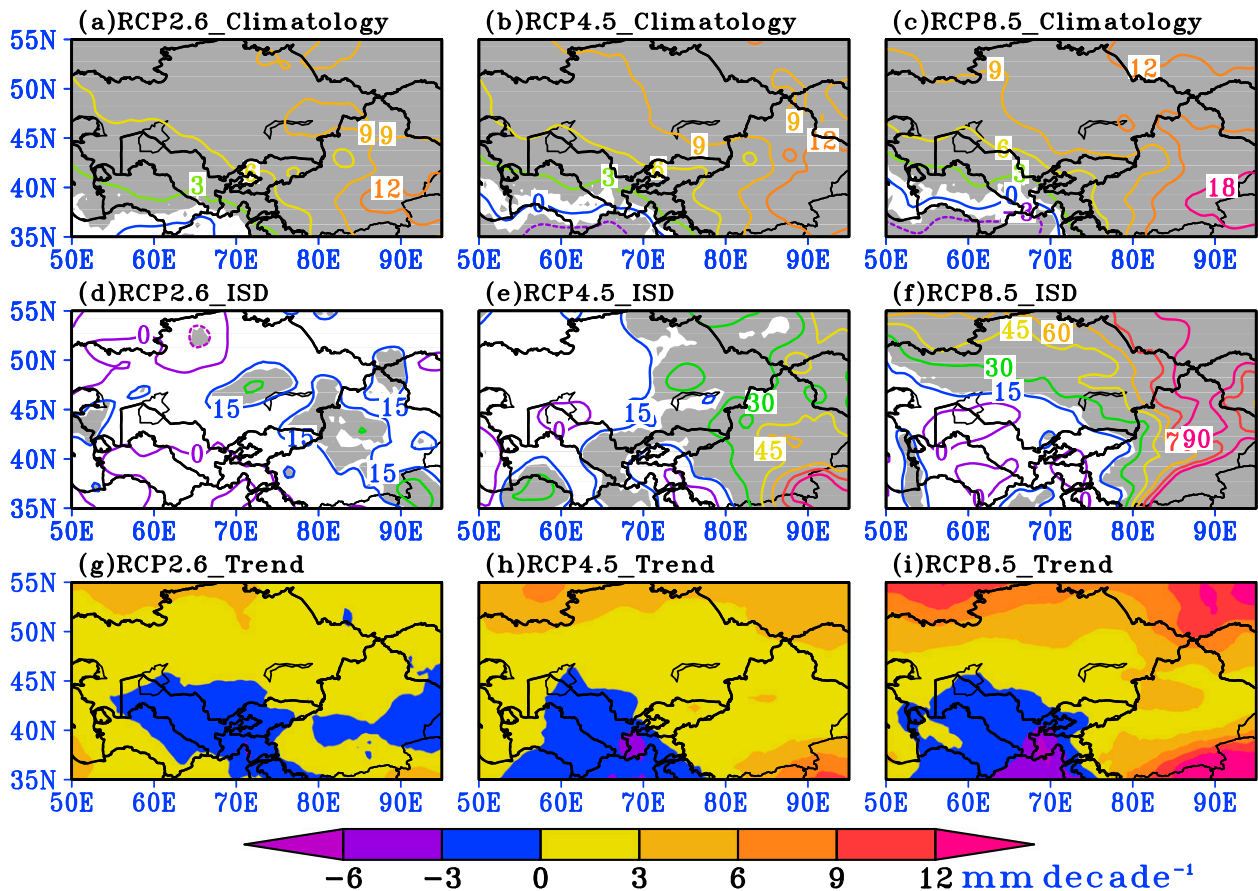 (a)RCP2.6_Climatology (b)RCP4.5_Climatology (c)RCP8.5_Climatology
55N
50N
45N
40N
35N
9 9
3
12
9
9
12
3
0
9
12
6
3
0
18
50E 60E 70E 80E 90E 50E 60E 70E 80E 90E 50E 60E 70E 80E 90E
(d)RCP2.6_ISD (e)RCP4.5_ISD (f)RCP8.5_ISD
55N
50N
45N
40N
35N
0
15
15
15
0
15
15
30
0
45
45
60
30
15
0
90
0
0
50E 60E 70E 80E 90E 50E 60E 70E 80E 90E 50E 60E 70E 80E 90E
(g)RCP2.6_Trend (h)RCP4.5_Trend (i)RCP8.5_Trend
55N
50N
45N
40N
35N
50E 60E 70E 80E 90E 50E 60E 70E 80E 90E 50E 60E 70E 80E 90E
−6 −3 0 3 6 9 12 mm decade⁻¹